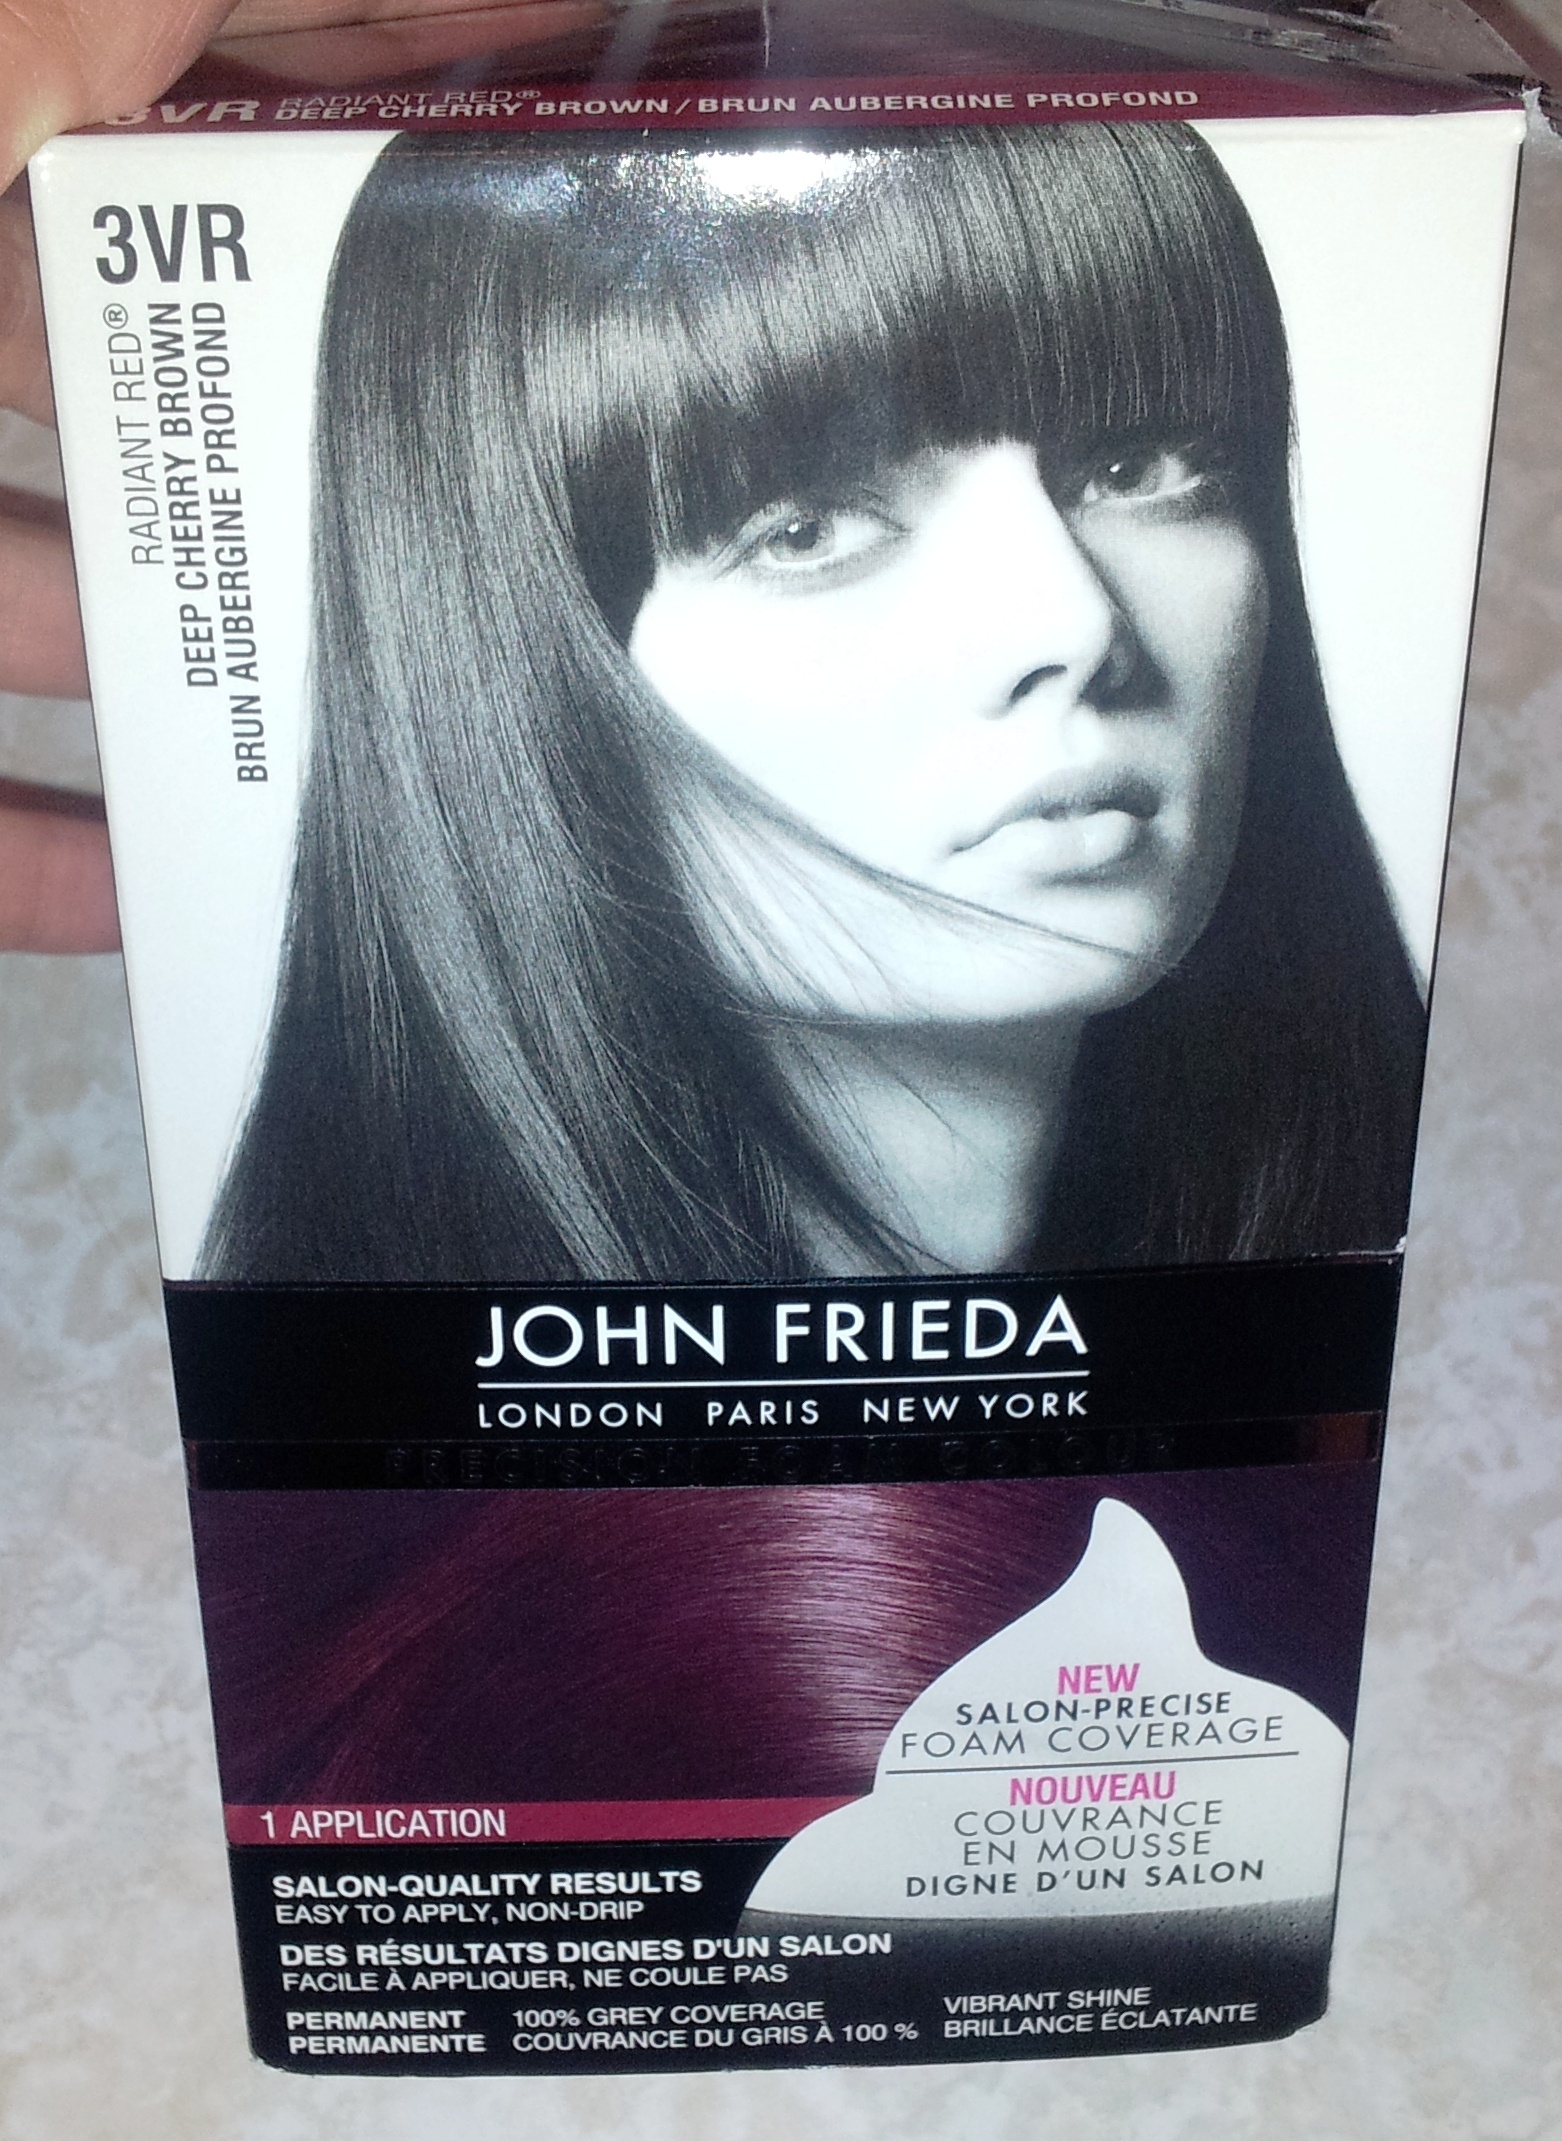 3VR RADIANT RED®
DEEP CHERRY BROWN / BRUN AUBERGINE PROFOND
3VR
RADIANT RED®
DEEP CHERRY BROWN
BRUN AUBERGINE PROFOND
JOHN FRIEDA
LONDON PARIS NEW YORK
PRECISION FOAM COLOUR
NEW
SALON-PRECISE
FOAM COVERAGE
NOUVEAU
COUVRANCE
EN MOUSSE
DIGNE D'UN SALON
1 APPLICATION
SALON-QUALITY RESULTS
EASY TO APPLY, NON-DRIP
DES RÉSULTATS DIGNES D'UN SALON
FACILE À APPLIQUER, NE COULE PAS
PERMANENT 100% GREY COVERAGE VIBRANT SHINE
PERMANENTE COUVRANCE DU GRIS À 100 % BRILLANCE ÉCLATANTE